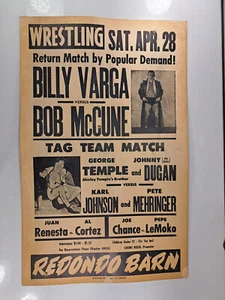 WRESTLING SAT. APR. 28
Return Match by Popular Demand!
BILLY VARGA
VERSUS
BOB McCUNE
TAG TEAM MATCH
GEORGE TEMPLE and JOHNNY DUGAN
Shirley Temple's Brother
VERSUS
KARL JOHNSON and PETE MEHRINGER
JUAN Renesta - AL Cortez
JOE Chance - PEPE LeMoko
REDONDO BARN